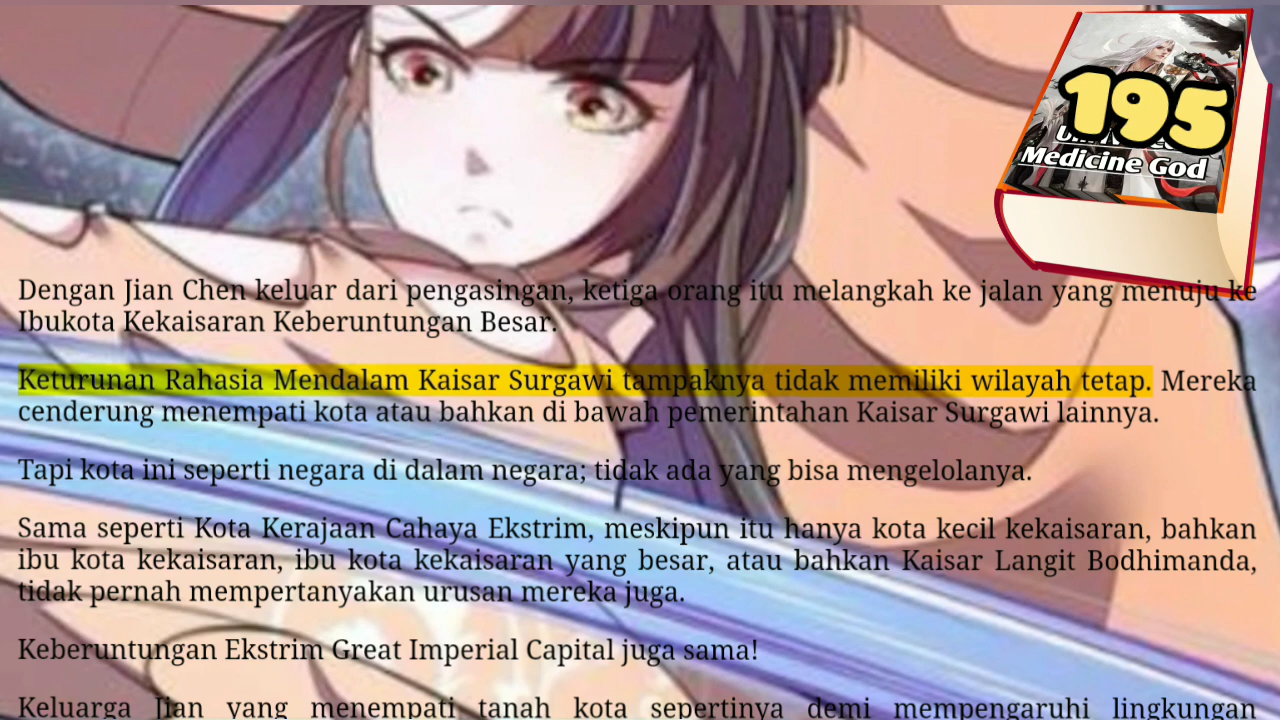 195
Medicine God
Dengan Jian Chen keluar dari pengasingan, ketiga orang itu melangkah ke jalan yang menuju ke
Ibukota Kekaisaran Keberuntungan Besar.
Keturunan Rahasia Mendalam Kaisar Surgawi tampaknya tidak memiliki wilayah tetap. Mereka
cenderung menempati kota atau bahkan di bawah pemerintahan Kaisar Surgawi lainnya.
Tapi kota ini seperti negara di dalam negara; tidak ada yang bisa mengelolanya.
Sama seperti Kota Kerajaan Cahaya Ekstrim, meskipun itu hanya kota kecil kekaisaran, bahkan
ibu kota kekaisaran, ibu kota kekaisaran yang besar, atau bahkan Kaisar Langit Bodhimanda,
tidak pernah mempertanyakan urusan mereka juga.
Keberuntungan Ekstrim Great Imperial Capital juga sama!
Keluarga Jian yang menempati tanah kota sepertinya demi mempengaruhi lingkungan